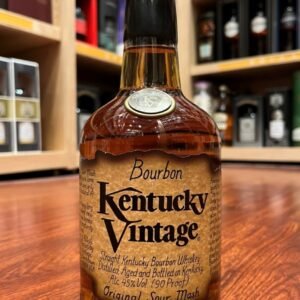 Bourbon
Kentucky
Vintage
Straight Kentucky Bourbon Whiskey
Distilled, Aged and Bottled in Kentucky
Alc 45% Vol (90 Proof)
Original Sour Mash